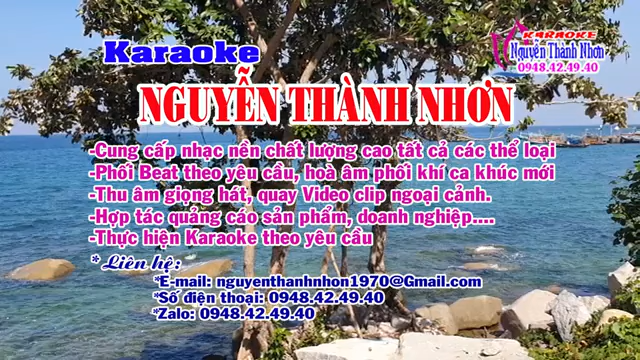 KARAOKE
Nguyễn Thành Nhơn
0948.42.49.40
Karaoke
NGUYỄN THÀNH NHƠN
-Cung cấp nhạc nền chất lượng cao tất cả các thể loại
-Phối Beat theo yêu cầu, hoà âm phối khí ca khúc mới
-Thu âm giọng hát, quay Video clip ngoại cảnh.
-Hợp tác quảng cáo sản phẩm, doanh nghiệp....
-Thực hiện Karaoke theo yêu cầu
* Liên hệ:
*E-mail: nguyenthanhnhon1970@Gmail.com
*Số điện thoại: 0948.42.49.40
*Zalo: 0948.42.49.40